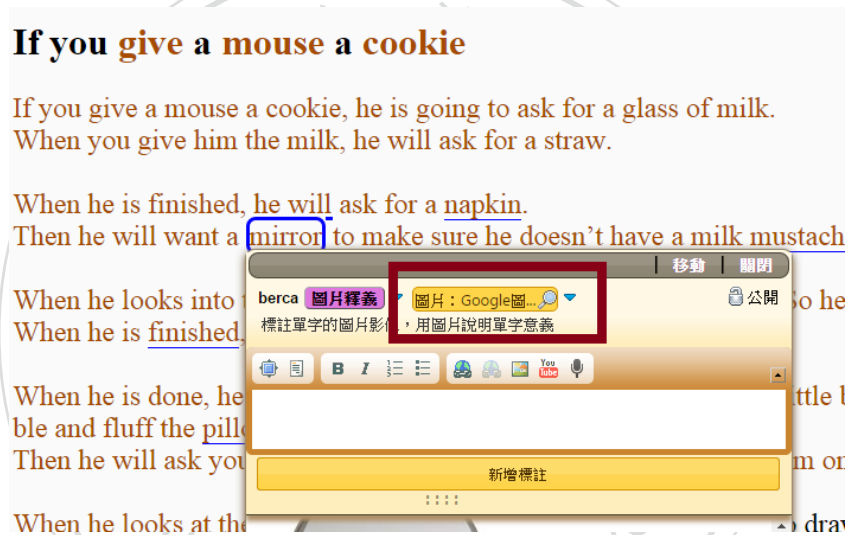 If you give a mouse a cookie
If you give a mouse a cookie, he is going to ask for a glass of milk.
When you give him the milk, he will ask for a straw.
When he is finished, he will ask for a napkin.
Then he will want a mirror to make sure he doesn’t have a milk mustach
移動 關閉
When he looks into
berca 圖片釋義 圖片：Google圖... 公開
So he
標註單字的圖片影 ，用圖片說明單字意義
When he is finished,
B I
You Tube
When he is done, he
ble and fluff the
Then he will ask you
新增標註
When he looks at the